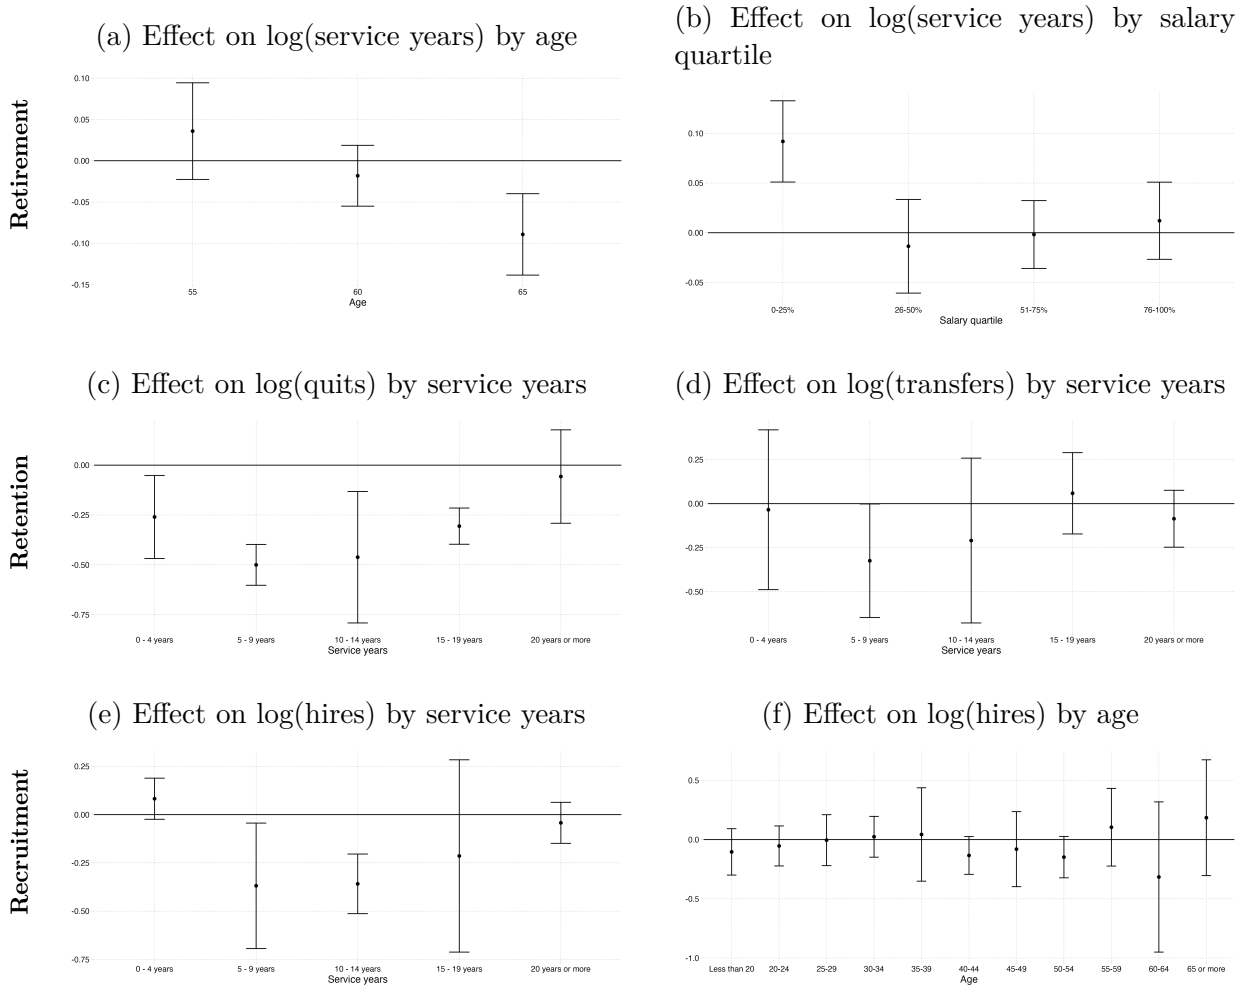 (a) Effect on log(service years) by age
(b) Effect on log(service years) by salary
quartile
Retirement
0.10
0.05
0.00
-0.05
-0.10
-0.15
55
60
65
Age
0.10
0.05
0.00
-0.05
0-25%
26-50%
51-75%
76-100%
Salary quartile
(c) Effect on log(quits) by service years
(d) Effect on log(transfers) by service years
Retention
0.00
-0.25
-0.50
-0.75
0 - 4 years
5 - 9 years
10 - 14 years
15 - 19 years
20 years or more
Service years
0.25
0.00
-0.25
-0.50
0 - 4 years
5 - 9 years
10 - 14 years
15 - 19 years
20 years or more
Service years
(e) Effect on log(hires) by service years
(f) Effect on log(hires) by age
Recruitment
0.25
0.00
-0.25
-0.50
-0.75
0 - 4 years
5 - 9 years
10 - 14 years
15 - 19 years
20 years or more
Service years
0.5
0.0
-0.5
-1.0
Less than 20
20-24
25-29
30-34
35-39
40-44
45-49
50-54
55-59
60-64
65 or more
Age